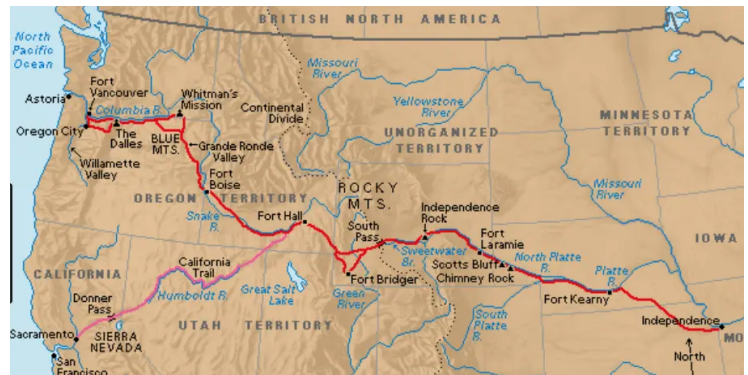 BRITISH NORTH AMERICA
North
Pacific
Ocean
Missouri
River
Fort
Vancouver
Whitman's
Mission
Astoria
Columbia R.
Continental
Divide
Yellowstone
River
MINNESOTA
TERRITORY
Oregon City
The
Dalles
BLUE
MTS.
UNORGANIZED
TERRITORY
Grande Ronde
Valley
Willamette
Valley
Fort
Boise
Missouri
River
ROCKY
MTS.
OREGON TERRITORY
Snake
R.
Fort Hall
South
Pass
Independence
Rock
Fort
Laramie
IOWA
Sweetwater
Br.
North Platte
R.
Scotts Bluff
Chimney Rock
Platte
R.
California
Trail
CALIFORNIA
Humboldt R.
Great Salt
Lake
Fort Bridger
Green
River
Fort Kearny
Donner
Pass
South
Platte
R.
Independence
Sacramento
SIERRA
NEVADA
UTAH TERRITORY
MO
San
Francisco
North